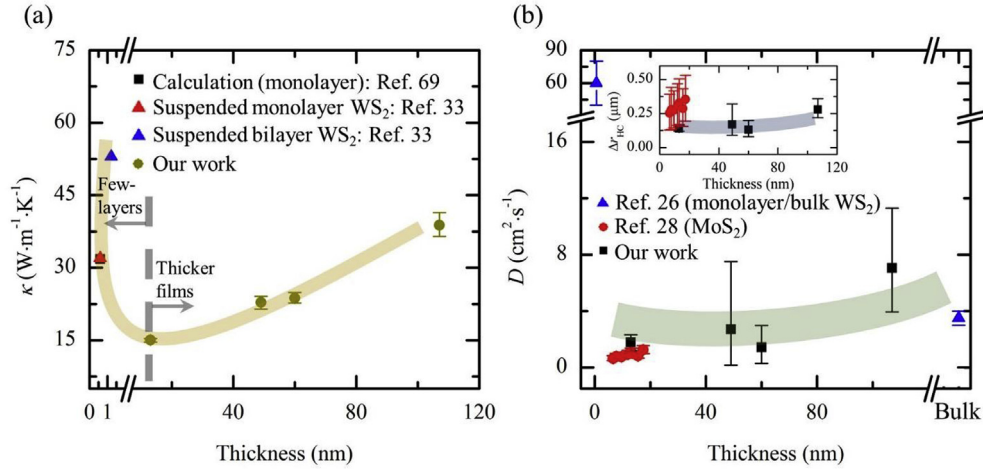 (a)
75
60
45
30
15
κ (W·m⁻¹·K⁻¹)
Calculation (monolayer): Ref. 69
Suspended monolayer WS₂: Ref. 33
Suspended bilayer WS₂: Ref. 33
Our work
Few-
layers
Thicker
films
0 1 40 80 120
Thickness (nm)
(b)
90
60
16
8
0
D (cm²·s⁻¹)
0.50
0.25
0.00
Δr_HC (μm)
0 40 80 120
Thickness (nm)
Ref. 26 (monolayer/bulk WS₂)
Ref. 28 (MoS₂)
Our work
0 40 80 Bulk
Thickness (nm)